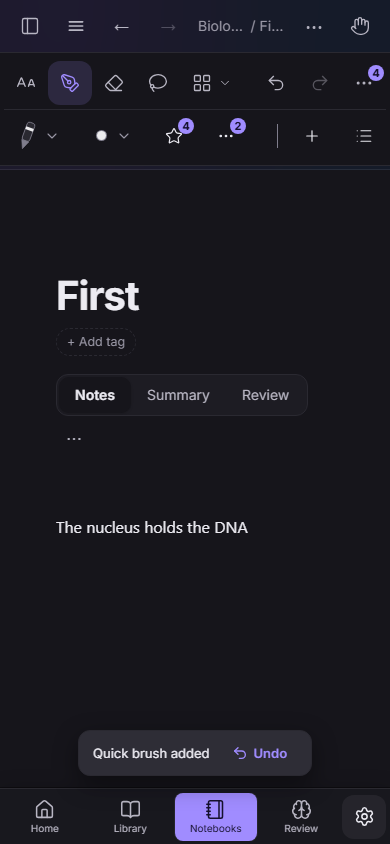 Biolo... / Fi...
AA
4
4
2
First
+ Add tag
Notes Summary Review
The nucleus holds the DNA
Quick brush added Undo
Home Library Notebooks Review